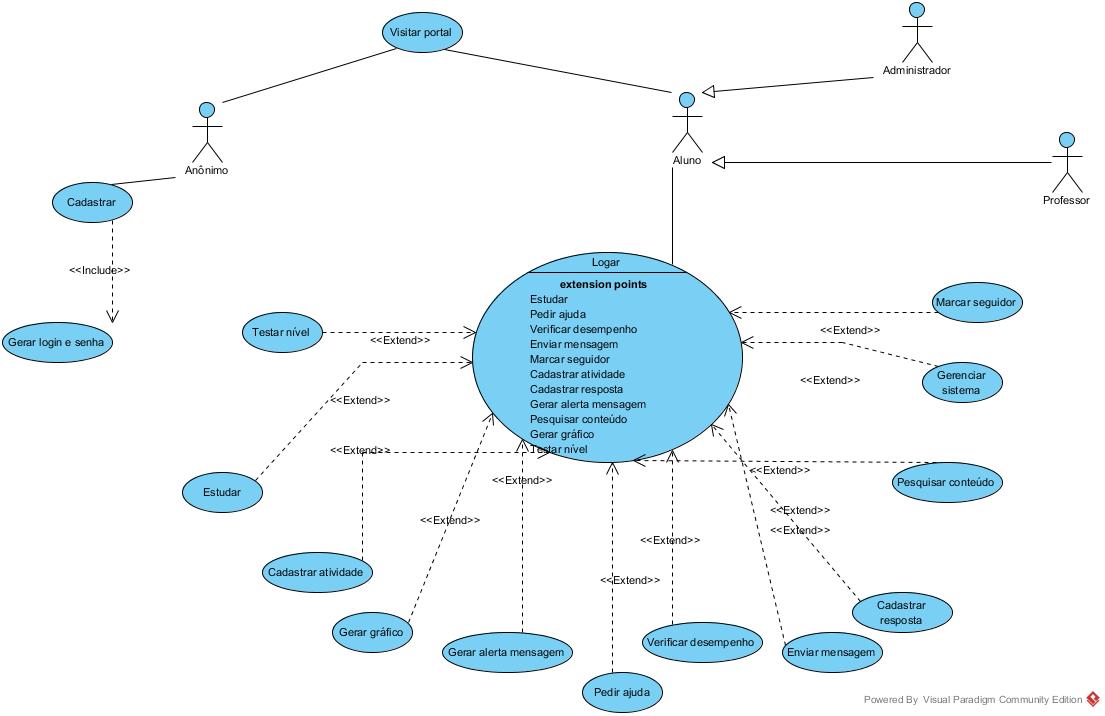 Visitar portal
Administrador
Anônimo
Aluno
Professor
Cadastrar
<<Include>>
Gerar login e senha
Logar
extension points
Estudar
Pedir ajuda
Verificar desempenho
Enviar mensagem
Marcar seguidor
Cadastrar atividade
Cadastrar resposta
Gerar alerta mensagem
Pesquisar conteúdo
Gerar gráfico
Testar nível
Testar nível
<<Extend>>
Marcar seguidor
<<Extend>>
Gerenciar
sistema
<<Extend>>
<<Extend>>
Estudar
<<Extend>>
Cadastrar atividade
<<Extend>>
Gerar gráfico
<<Extend>>
Gerar alerta mensagem
<<Extend>>
Pedir ajuda
<<Extend>>
Verificar desempenho
<<Extend>>
Pesquisar conteúdo
<<Extend>>
<<Extend>>
Cadastrar
resposta
Enviar mensagem
<<Extend>>
Powered By Visual Paradigm Community Edition